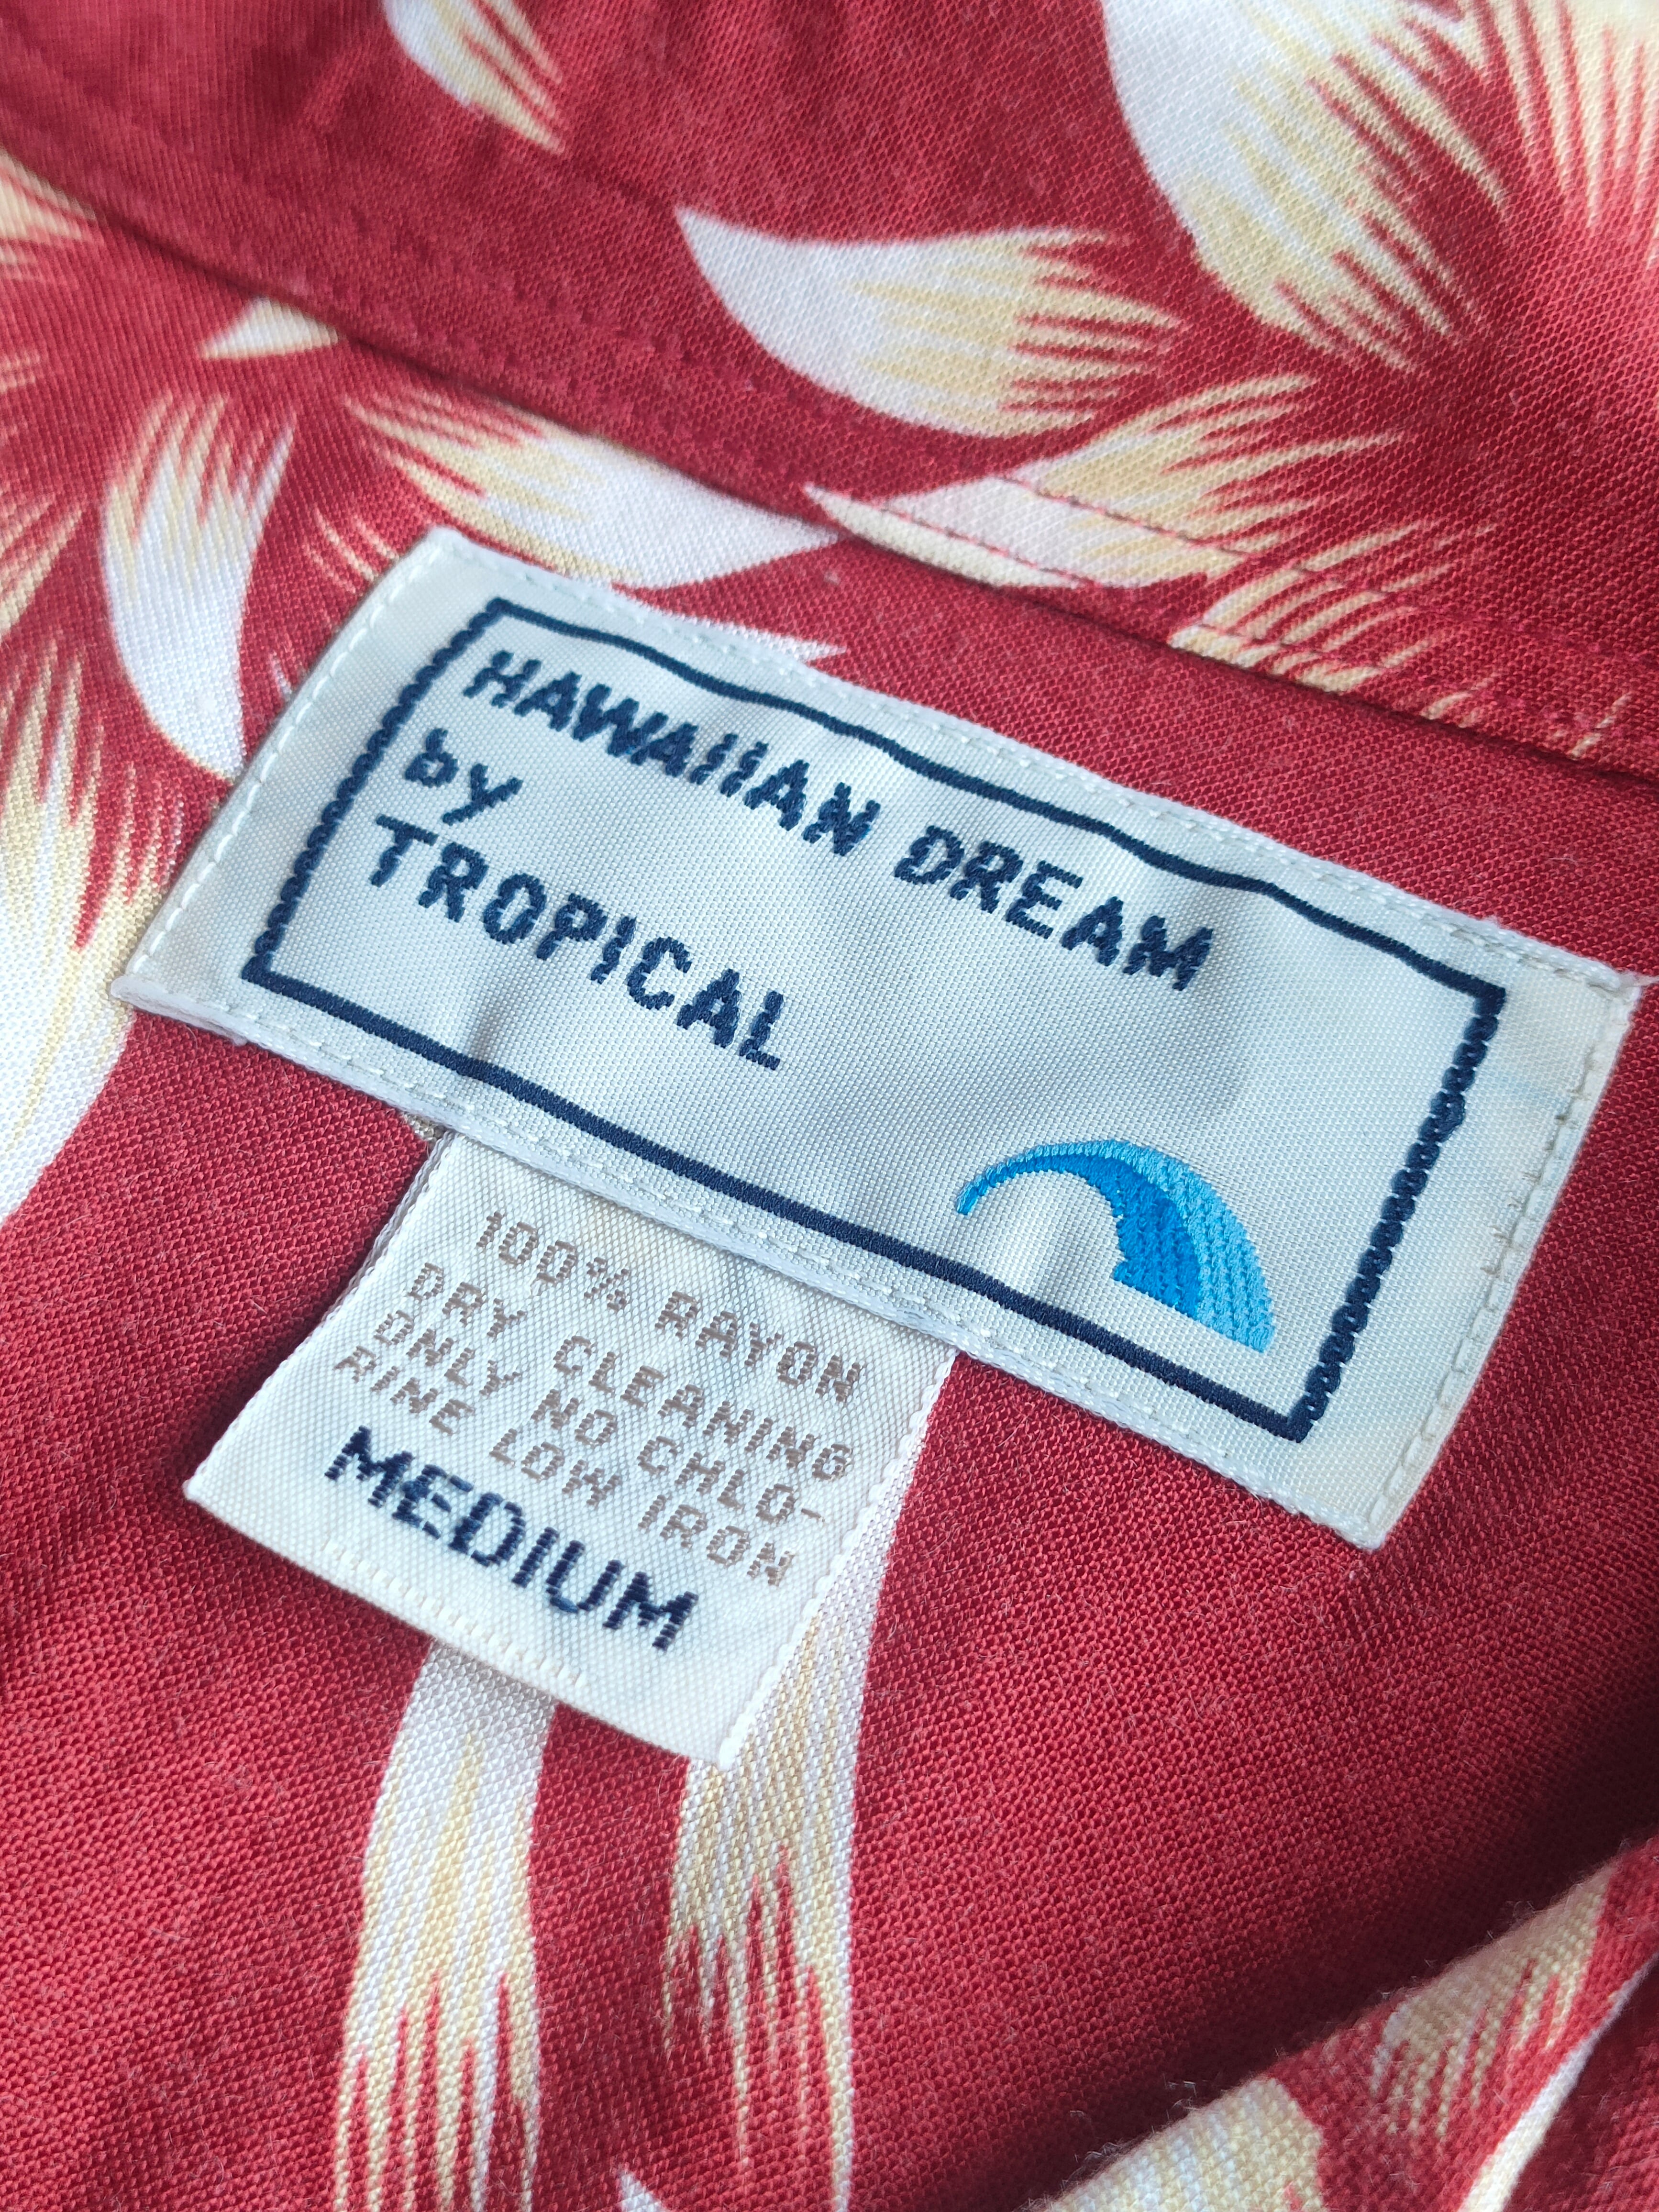 HAWAIIAN DREAM
by
TROPICAL
100% RAYON
DRY CLEANING
ONLY NO CHLO-
RINE LOW IRON
MEDIUM